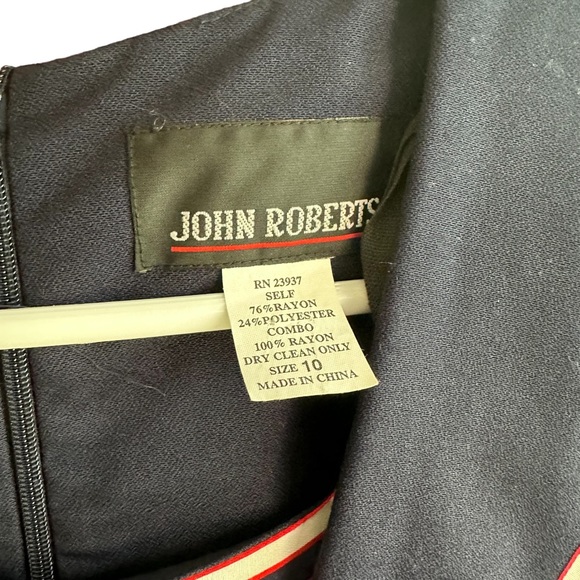 JOHN ROBERTS
RN 23937
SELF
76%RAYON
24%POLYESTER
COMBO
100% RAYON
DRY CLEAN ONLY
SIZE 10
MADE IN CHINA